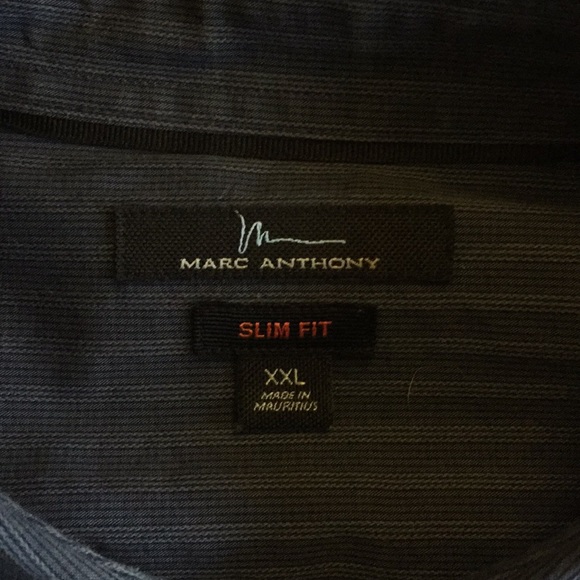 MARC ANTHONY
SLIM FIT
XXL
MADE IN
MAURITIUS